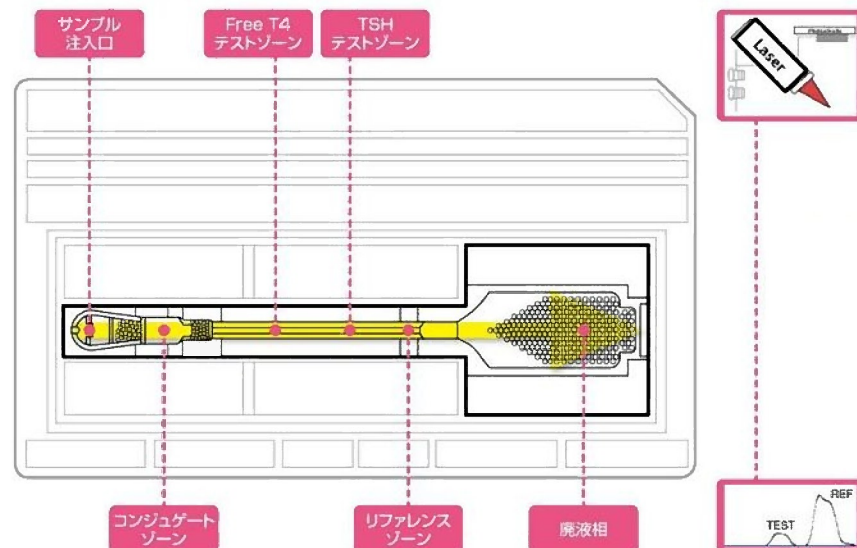 サンプル
注入口
Free T4
テストゾーン
TSH
テストゾーン
Laser
コンジュゲート
ゾーン
リファレンス
ゾーン
廃液相
TEST
REF